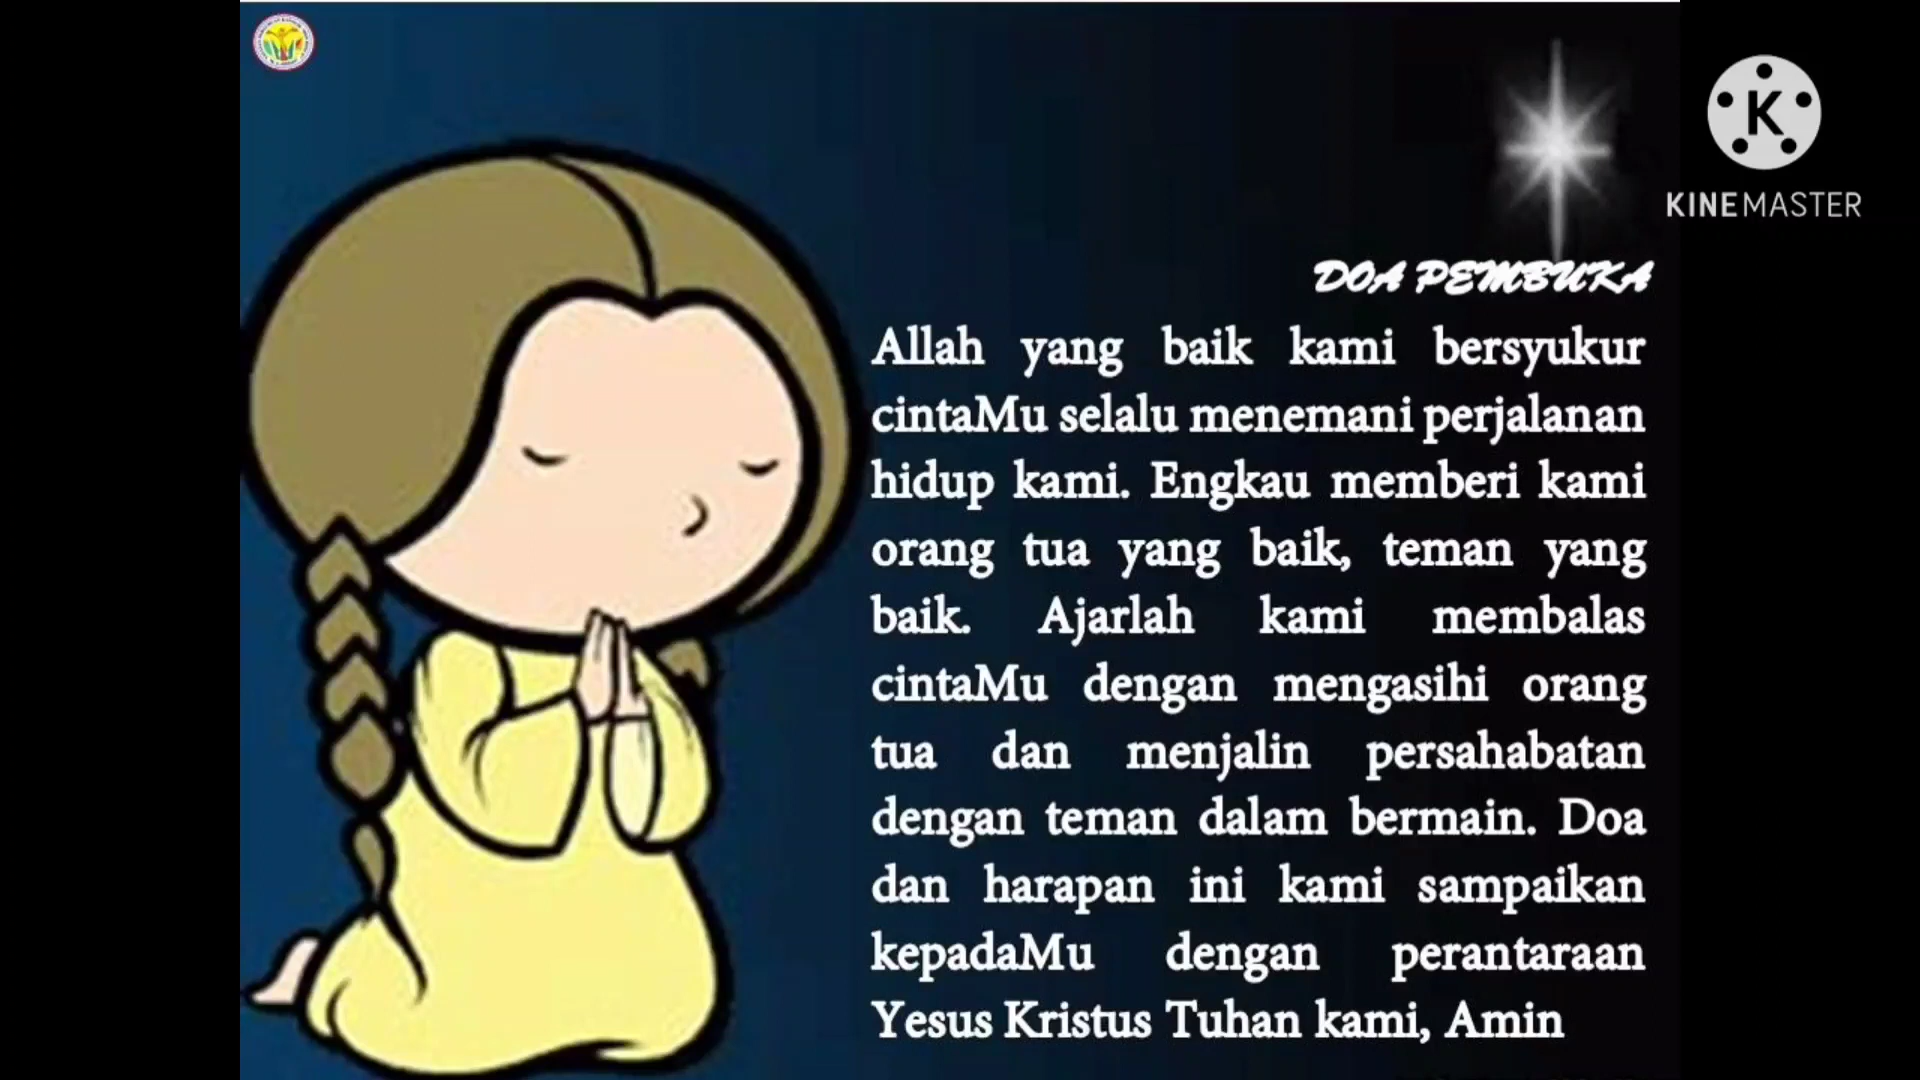 KINEMASTER
DOA PEMBUKA
Allah yang baik kami bersyukur
cintaMu selalu menemani perjalanan
hidup kami. Engkau memberi kami
orang tua yang baik, teman yang
baik. Ajarlah kami membalas
cintaMu dengan mengasihi orang
tua dan menjalin persahabatan
dengan teman dalam bermain. Doa
dan harapan ini kami sampaikan
kepadaMu dengan perantaraan
Yesus Kristus Tuhan kami, Amin